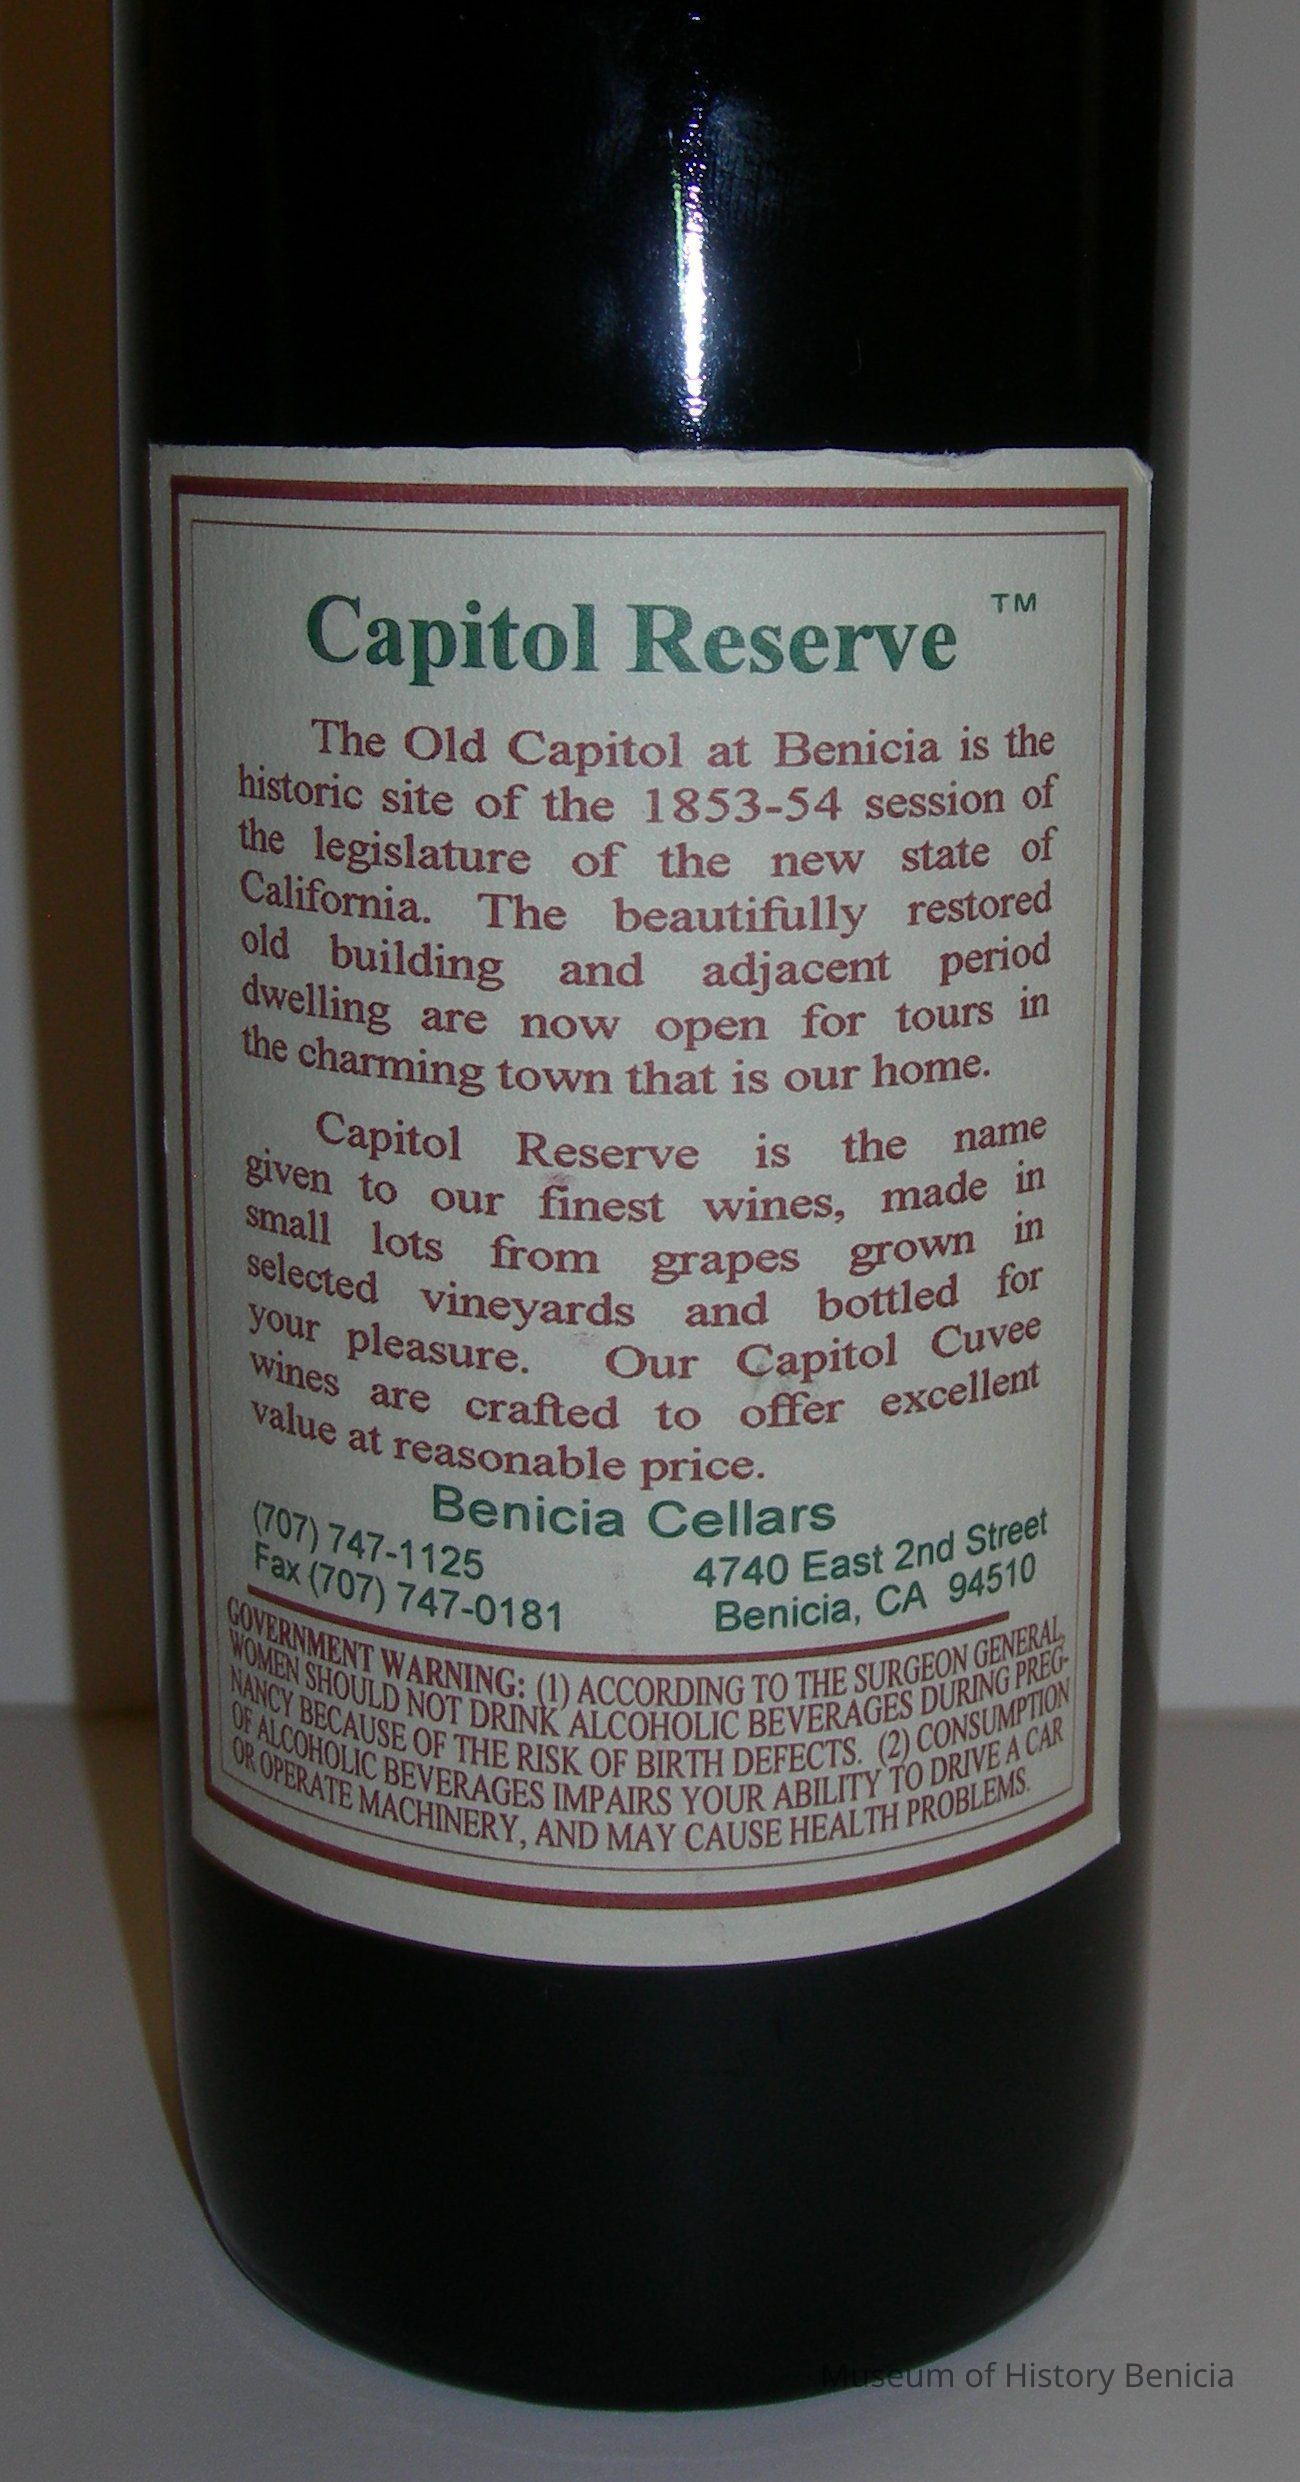 Capitol Reserve ™
The Old Capitol at Benicia is the
historic site of the 1853-54 session of
the legislature of the new state of
California. The beautifully restored
old building and adjacent period
dwelling are now open for tours in
the charming town that is our home.
Capitol Reserve is the name
given to our finest wines, made in
small lots from grapes grown in
selected vineyards and bottled for
your pleasure. Our Capitol Cuvee
wines are crafted to offer excellent
value at reasonable price.
Benicia Cellars
(707) 747-1125
Fax (707) 747-0181
4740 East 2nd Street
Benicia, CA 94510
GOVERNMENT WARNING: (1) ACCORDING TO THE SURGEON GENERAL,
WOMEN SHOULD NOT DRINK ALCOHOLIC BEVERAGES DURING PREG-
NANCY BECAUSE OF THE RISK OF BIRTH DEFECTS. (2) CONSUMPTION
OF ALCOHOLIC BEVERAGES IMPAIRS YOUR ABILITY TO DRIVE A CAR
OR OPERATE MACHINERY, AND MAY CAUSE HEALTH PROBLEMS.
Museum of History Benicia